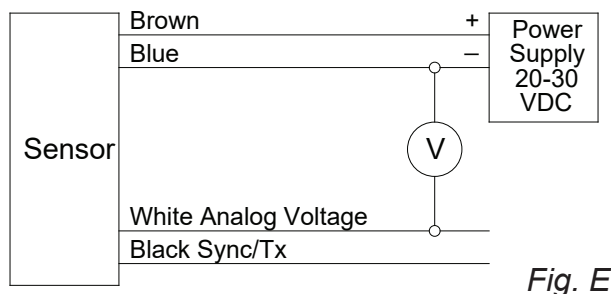 Brown
+
Blue
–
Power
Supply
20-30
VDC
Sensor
V
White Analog Voltage
Black Sync/Tx
Fig. E